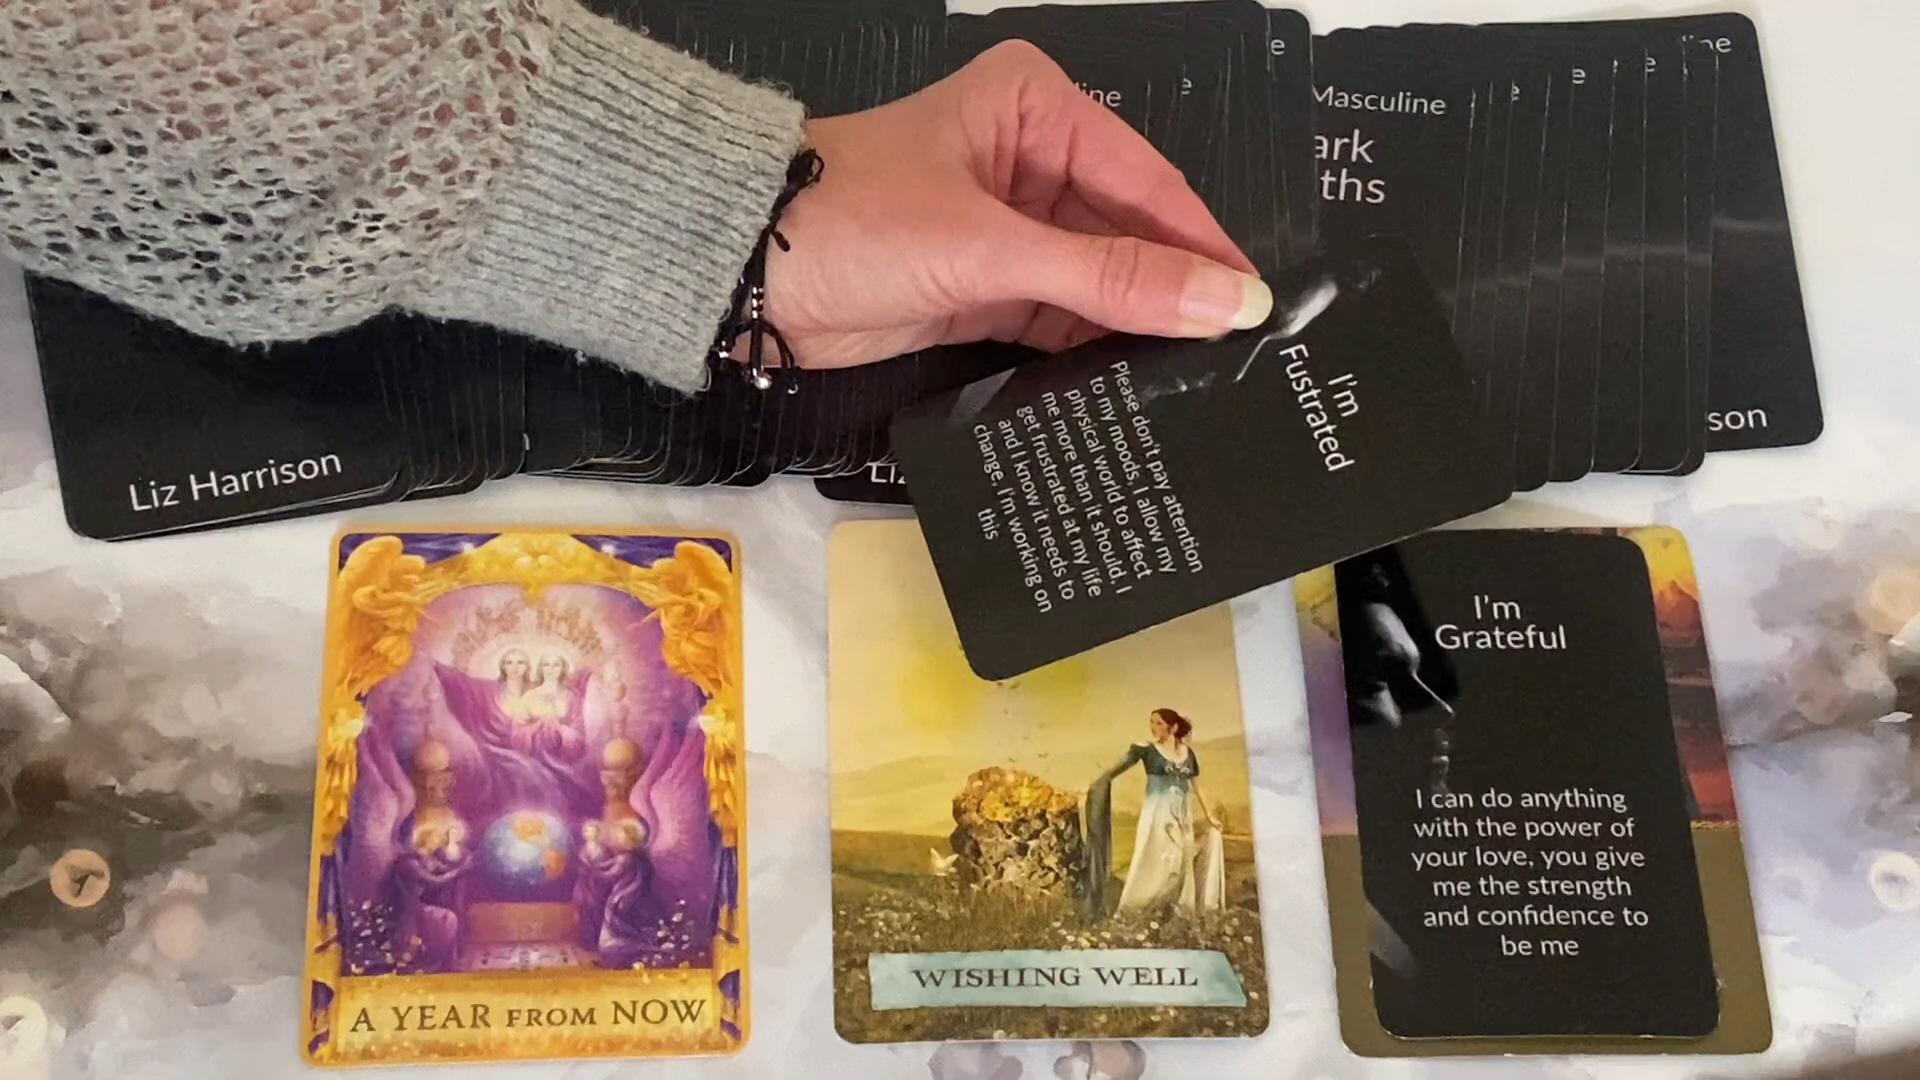 e
ine
e
e
e
ine
Masculine
e
ark
ths
Liz Harrison
Liz
son
I'm
Fustrated
Please don't pay attention
to my moods, I allow my
physical world to affect
me more than it should, I
get frustrated at my life
and I know it needs to
change, I'm working on
this
A YEAR FROM NOW
WISHING WELL
I'm
Grateful
I can do anything
with the power of
your love, you give
me the strength
and confidence to
be me